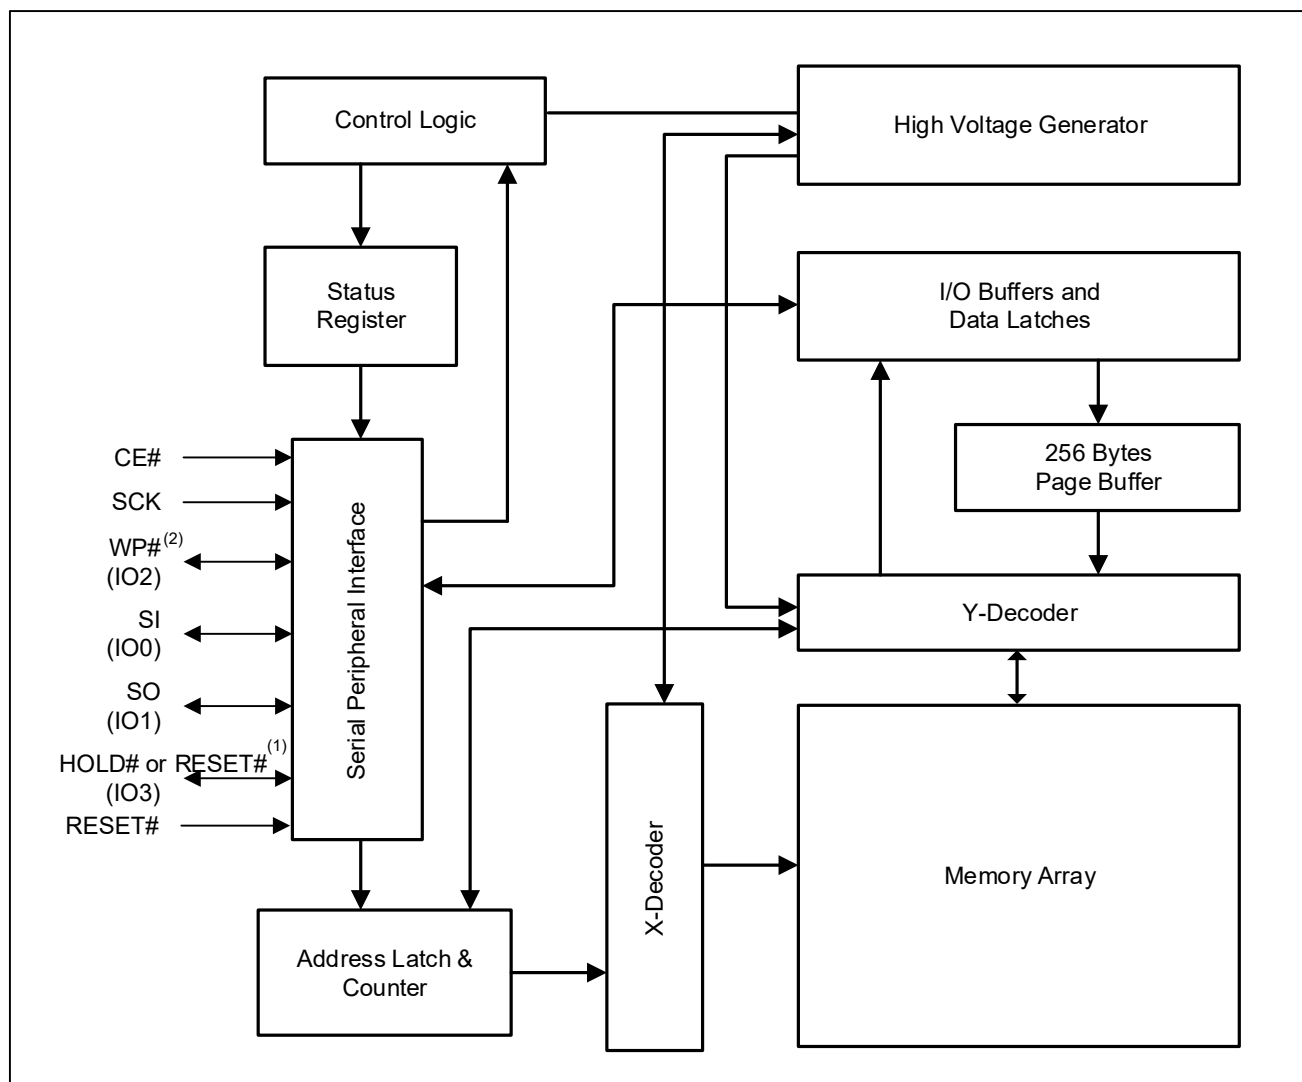 Control Logic
High Voltage Generator
Status
Register
I/O Buffers and
Data Latches
256 Bytes
Page Buffer
CE#
SCK
WP#(2)
(IO2)
SI
(IO0)
SO
(IO1)
HOLD# or RESET#(1)
(IO3)
RESET#
Serial Peripheral Interface
Y-Decoder
X-Decoder
Memory Array
Address Latch &
Counter